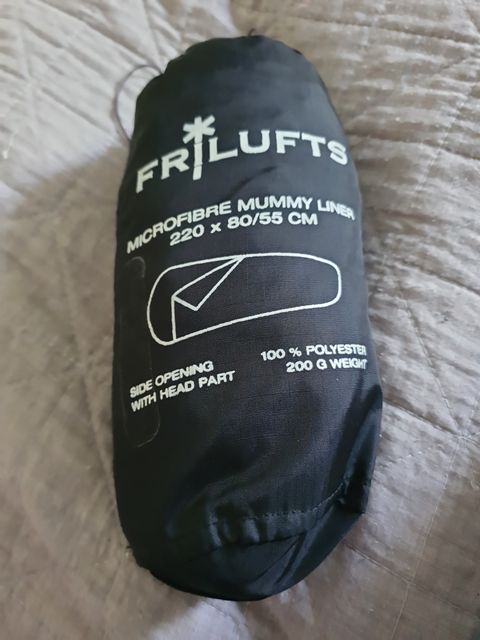 FRILUFTS
MICROFIBRE MUMMY LINER
220 x 80/55 CM
SIDE OPENING
WITH HEAD PART
100 % POLYESTER
200 G WEIGHT